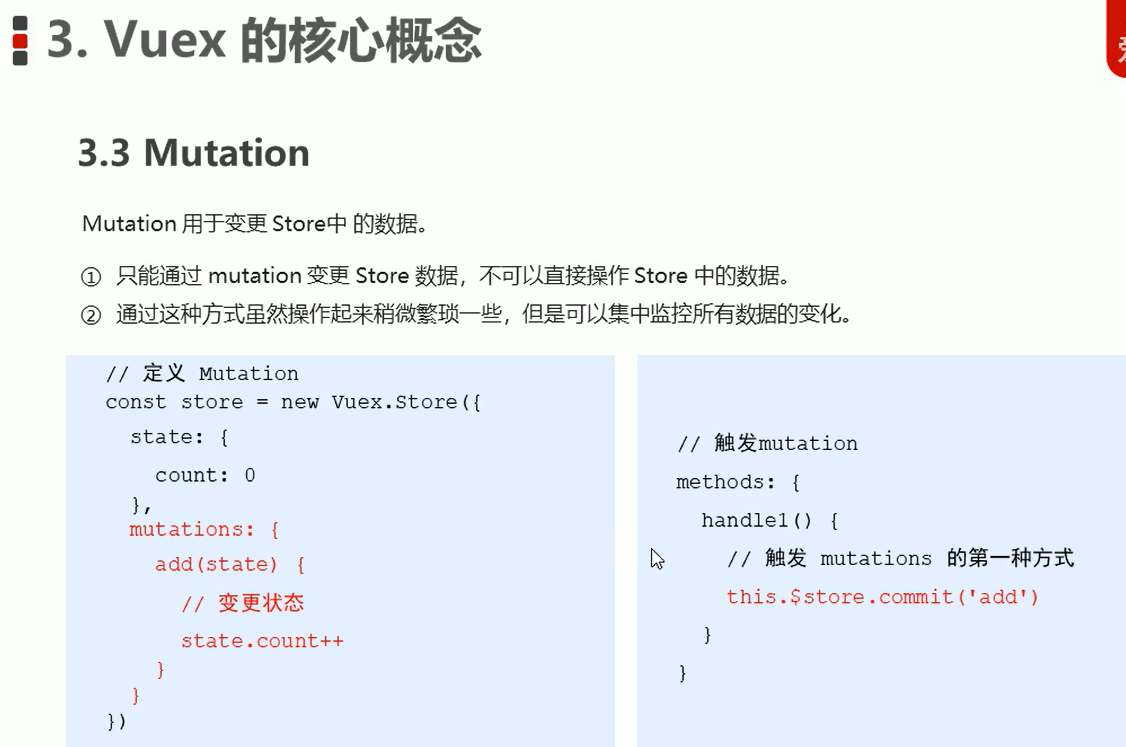 3. Vuex 的核心概念
3.3 Mutation
Mutation 用于变更 Store中 的数据。
① 只能通过 mutation 变更 Store 数据，不可以直接操作 Store 中的数据。
② 通过这种方式虽然操作起来稍微繁琐一些，但是可以集中监控所有数据的变化。
// 定义 Mutation
const store = new Vuex.Store({
state: {
count: 0
},
mutations: {
add(state) {
// 变更状态
state.count++
}
}
})
// 触发mutation
methods: {
handle1() {
// 触发 mutations 的第一种方式
this.$store.commit('add')
}
}